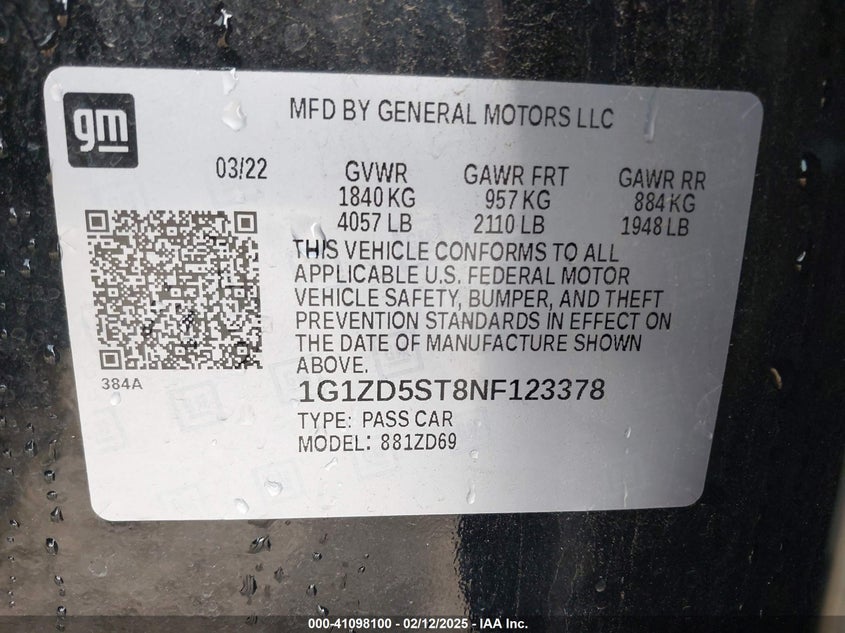 gm
MFD BY GENERAL MOTORS LLC
03/22 GVWR GAWR FRT GAWR RR
1840 KG 957 KG 884 KG
4057 LB 2110 LB 1948 LB
THIS VEHICLE CONFORMS TO ALL
APPLICABLE U.S. FEDERAL MOTOR
VEHICLE SAFETY, BUMPER, AND THEFT
PREVENTION STANDARDS IN EFFECT ON
THE DATE OF MANUFACTURE SHOWN
ABOVE.
384A
1G1ZD5ST8NF123378
TYPE: PASS CAR
MODEL: 881ZD69
000-41098100 - 02/12/2025 - IAA Inc.